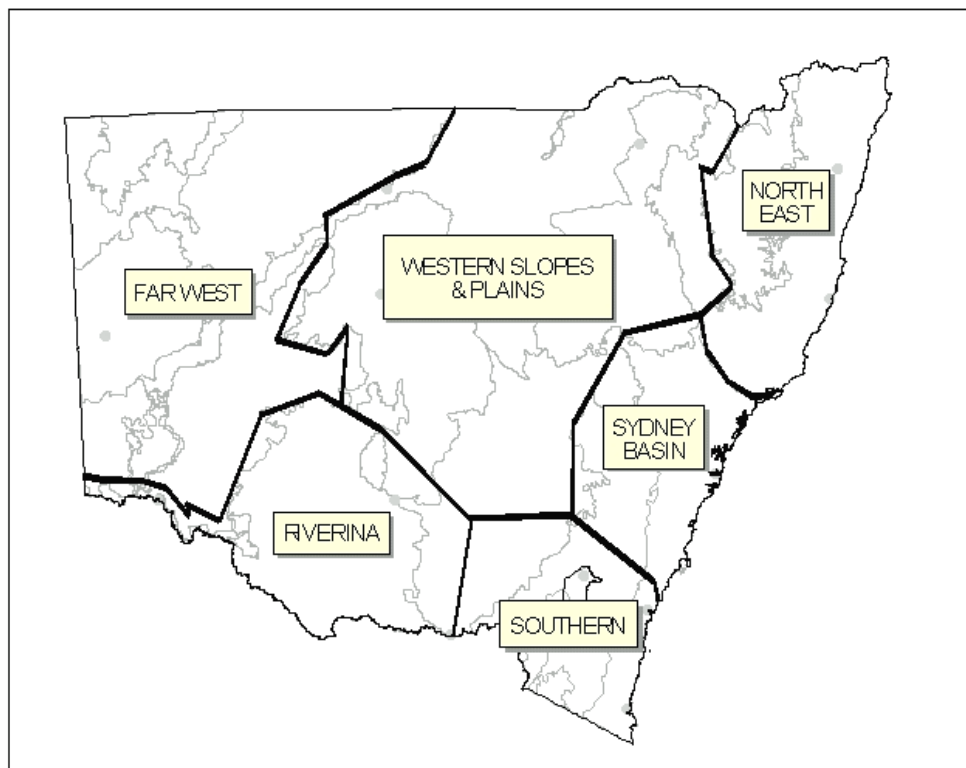 NORTH
EAST
WESTERN SLOPES
& PLAINS
FAR WEST
SYDNEY
BASIN
RIVERINA
SOUTHERN